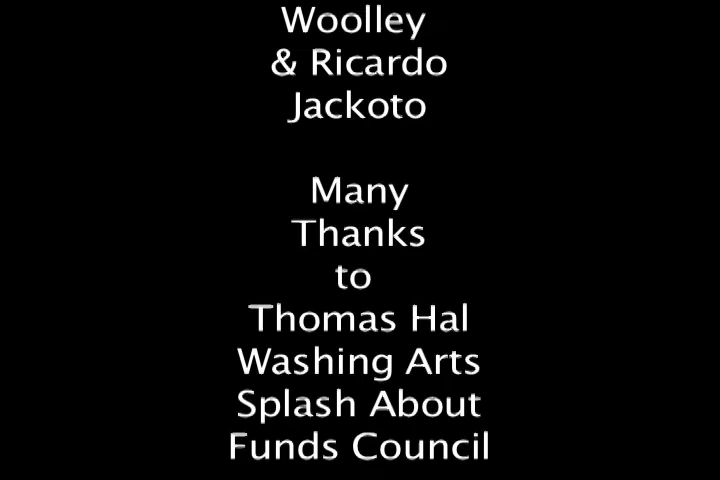 Woolley
& Ricardo
Jackoto
Many
Thanks
to
Thomas Hal
Washing Arts
Splash About
Funds Council